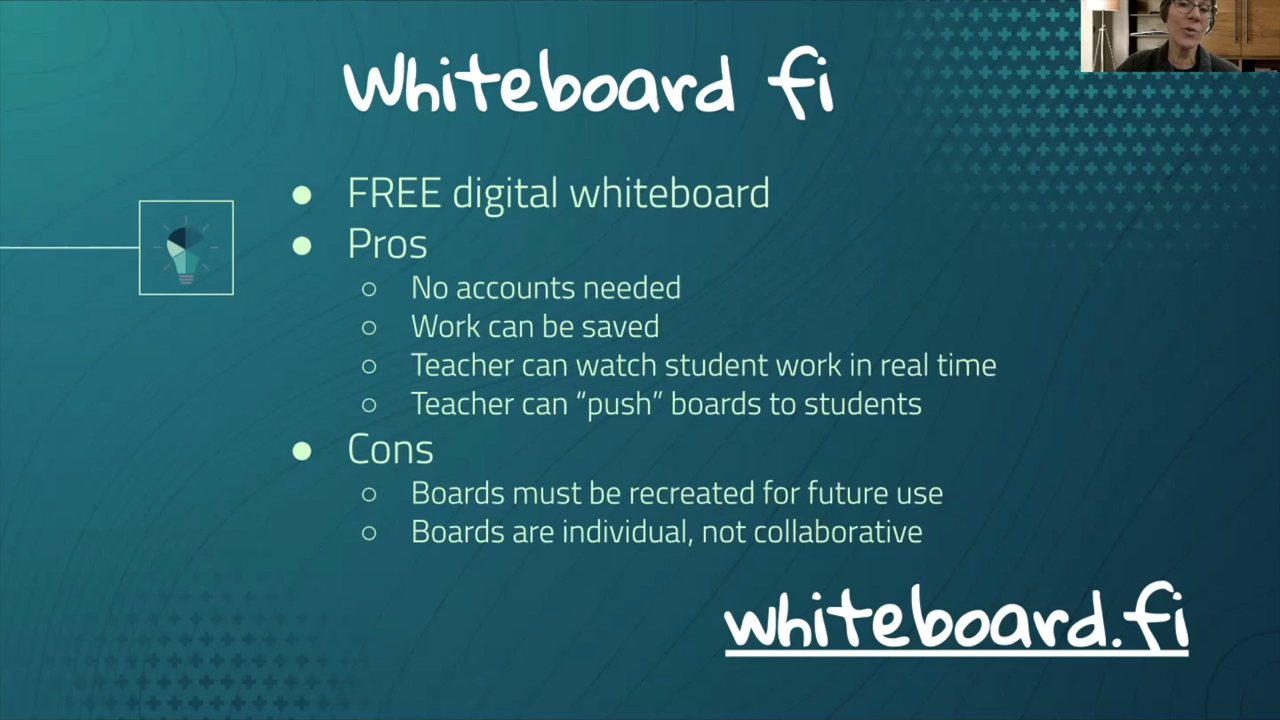 Whiteboard fi
● FREE digital whiteboard
● Pros
○ No accounts needed
○ Work can be saved
○ Teacher can watch student work in real time
○ Teacher can “push” boards to students
● Cons
○ Boards must be recreated for future use
○ Boards are individual, not collaborative
whiteboard.fi